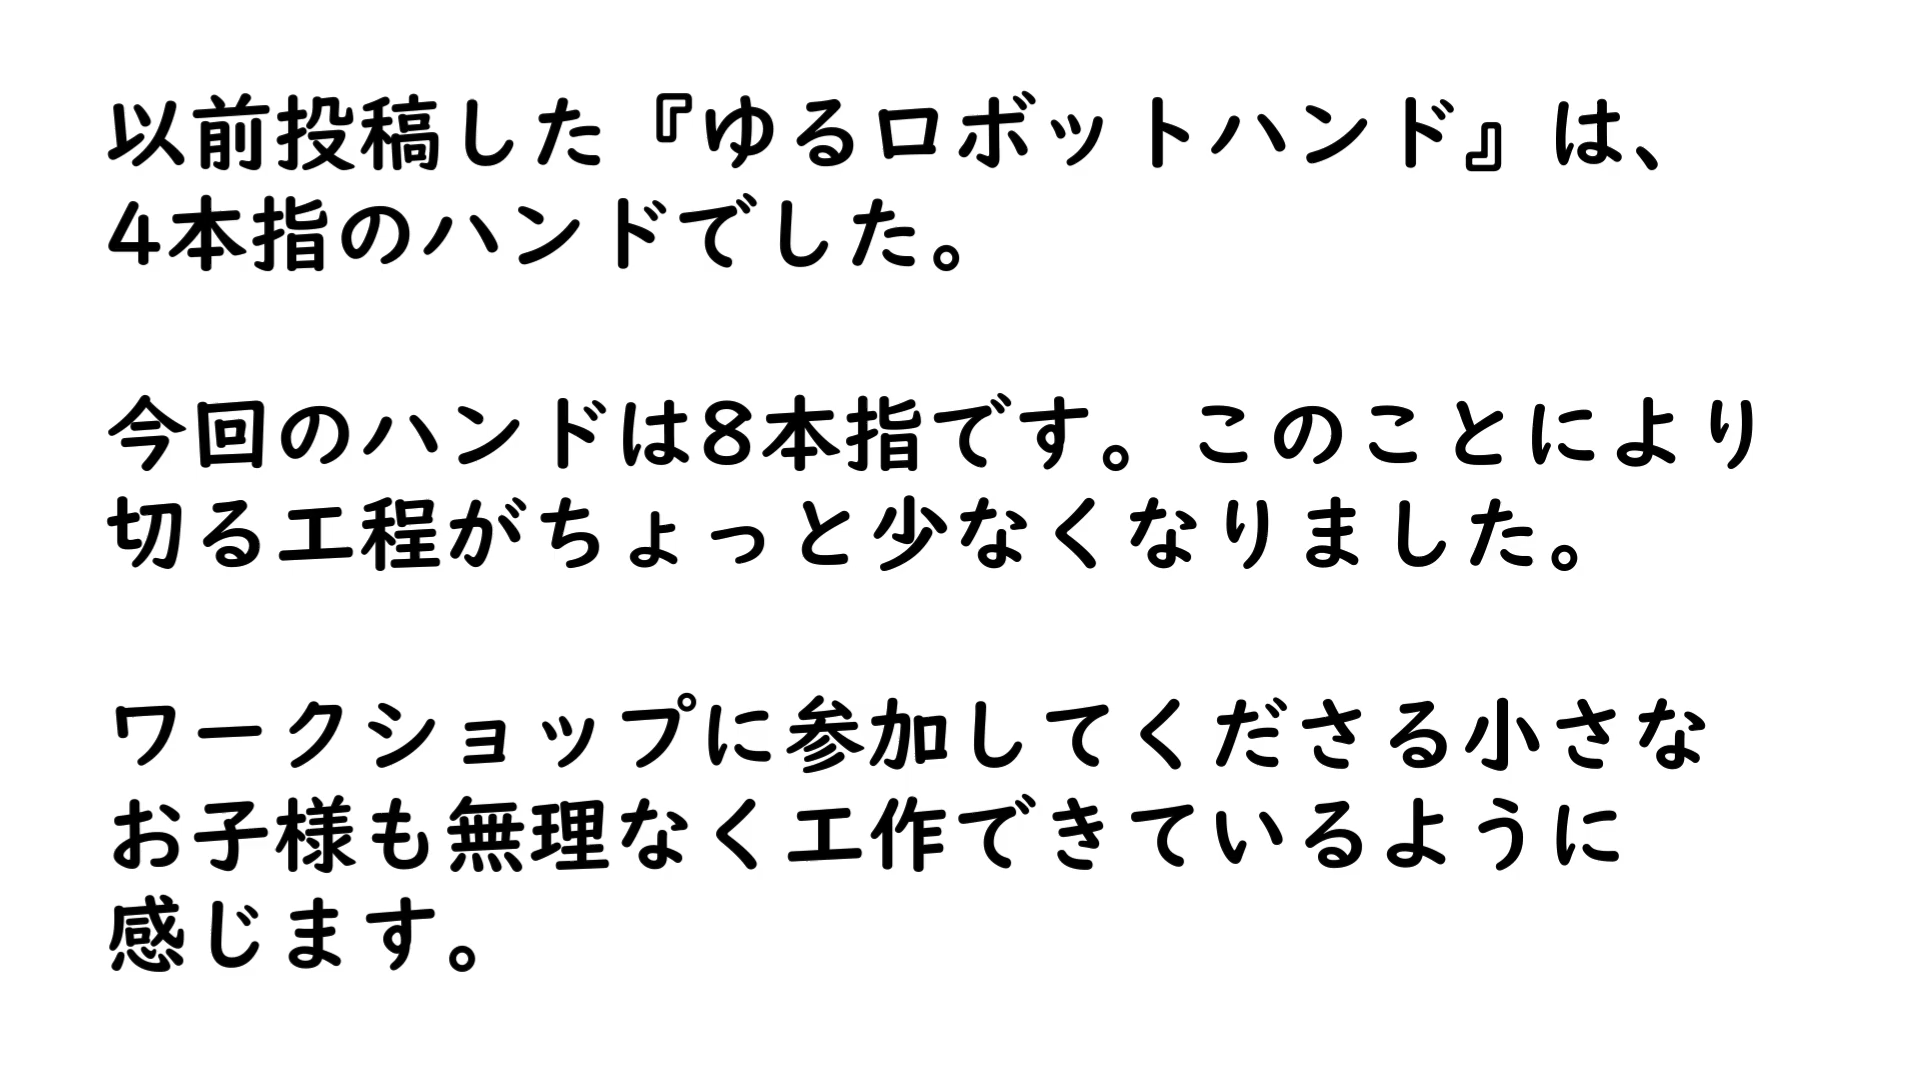 以前投稿した『ゆるロボットハンド』は、
4本指のハンドでした。
今回のハンドは8本指です。このことにより
切る工程がちょっと少なくなりました。
ワークショップに参加してくださる小さな
お子様も無理なく工作できているように
感じます。